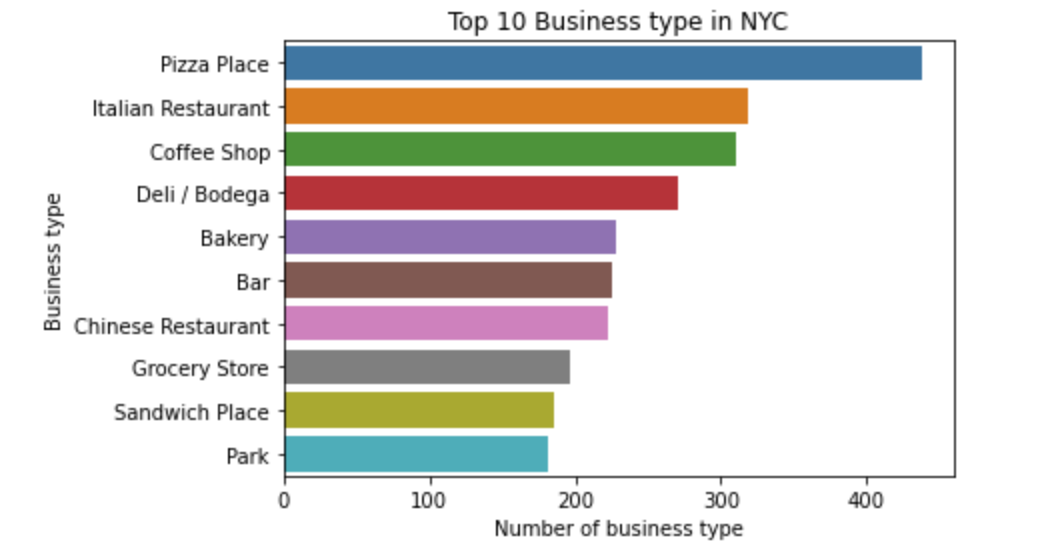 Top 10 Business type in NYC
Business type
Pizza Place
Italian Restaurant
Coffee Shop
Deli / Bodega
Bakery
Bar
Chinese Restaurant
Grocery Store
Sandwich Place
Park
0 100 200 300 400
Number of business type